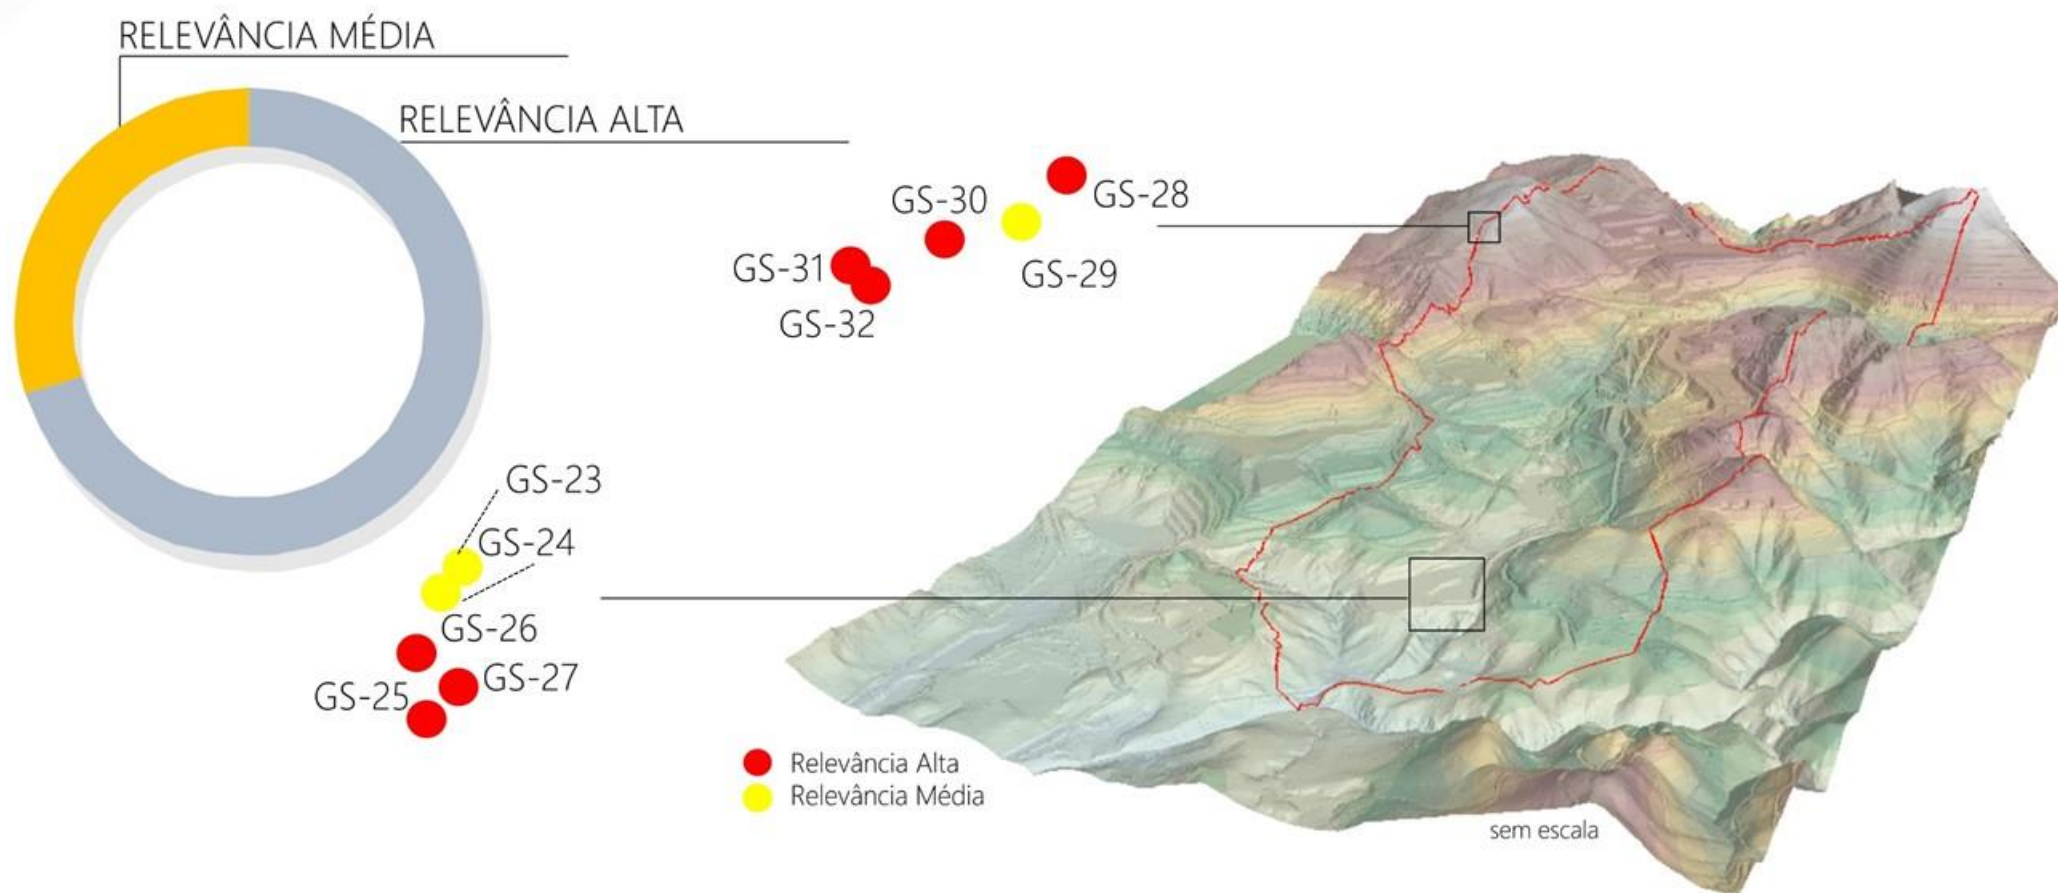 RELEVÂNCIA MÉDIA
RELEVÂNCIA ALTA
GS-30
GS-28
GS-31
GS-29
GS-32
GS-23
GS-24
GS-26
GS-27
GS-25
Relevância Alta
Relevância Média
sem escala